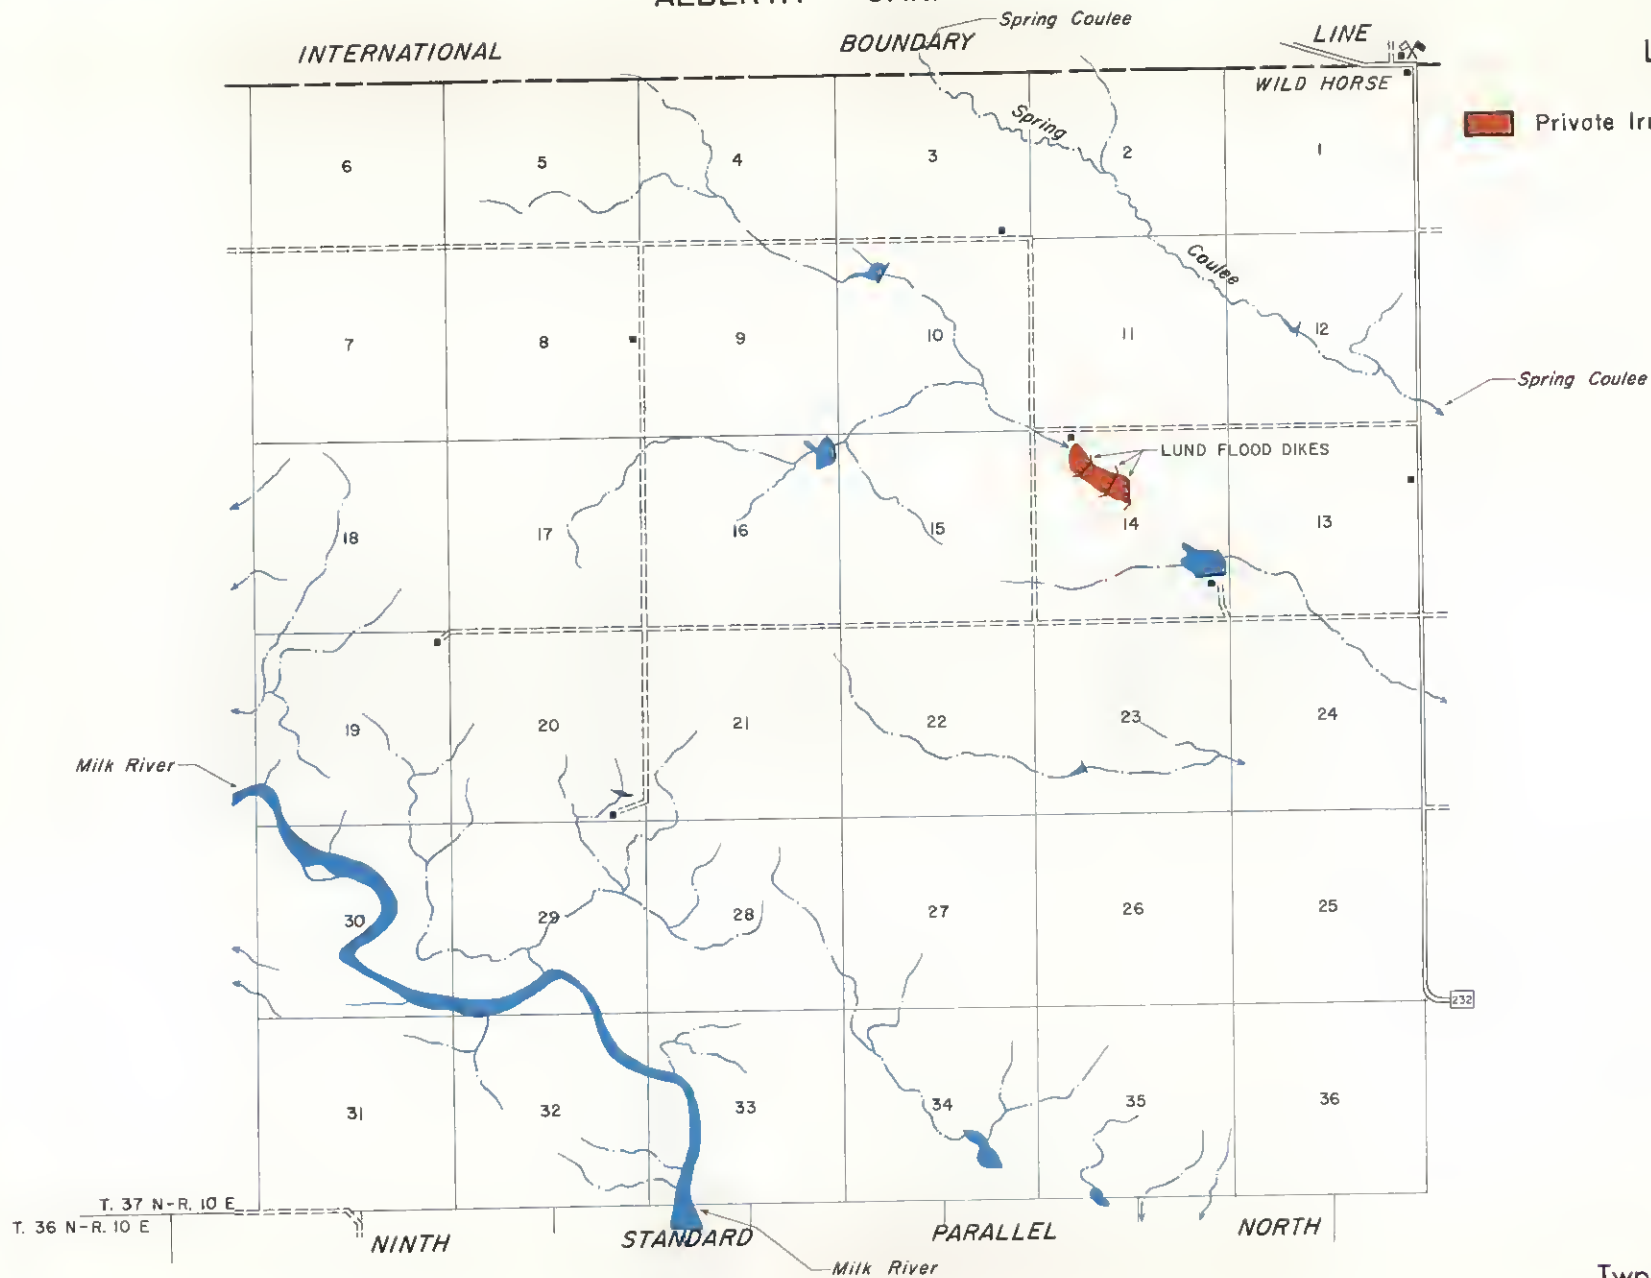 Spring Coulee
INTERNATIONAL BOUNDARY LINE
WILD HORSE
Private
Spring
6 5 4 3 2 1
Coulee
7 8 9 10 11 12
Spring Coulee
LUND FLOOD DIKES
18 17 16 15 14 13
19 20 21 22 23 24
Milk River
30 29 28 27 26 25
232
31 32 33 34 35 36
T. 37 N-R. 10 E
T. 36 N-R. 10 E
NINTH STANDARD PARALLEL NORTH
Milk River